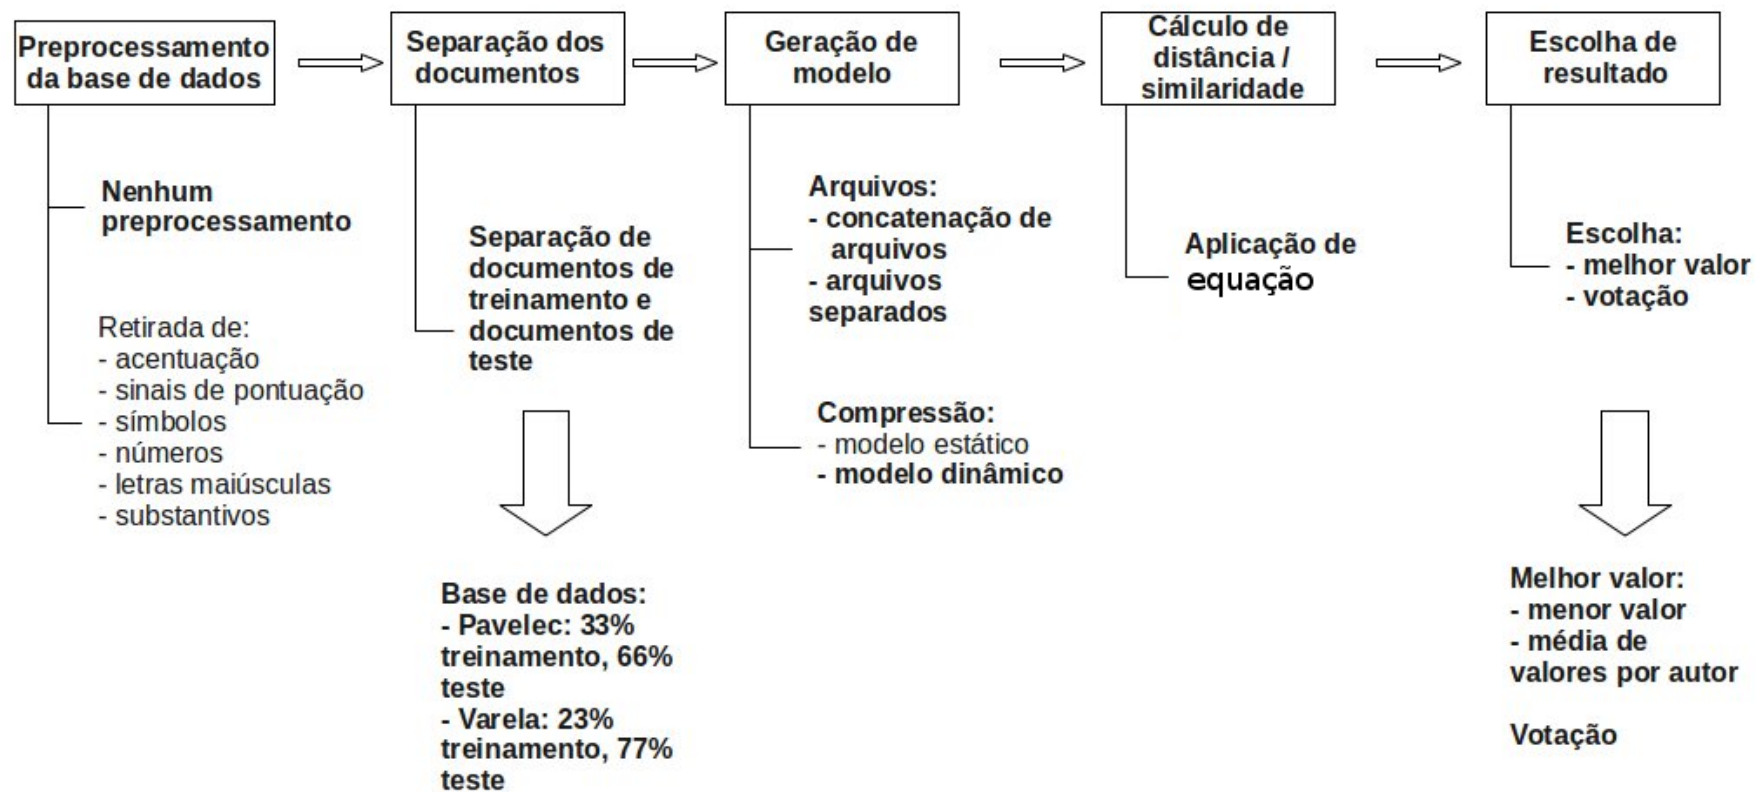 Preprocessamento
da base de dados
Separação dos
documentos
Geração de
modelo
Cálculo de
distância /
similaridade
Escolha de
resultado
Nenhum
preprocessamento
Retirada de:
- acentuação
- sinais de pontuação
- símbolos
- números
- letras maiúsculas
- substantivos
Separação de
documentos de
treinamento e
documentos de
teste
Base de dados:
- Pavelec: 33%
treinamento, 66%
teste
- Varela: 23%
treinamento, 77%
teste
Arquivos:
- concatenação de
arquivos
- arquivos
separados
Compressão:
- modelo estático
- modelo dinâmico
Aplicação de
equação
Escolha:
- melhor valor
- votação
Melhor valor:
- menor valor
- média de
valores por autor
Votação